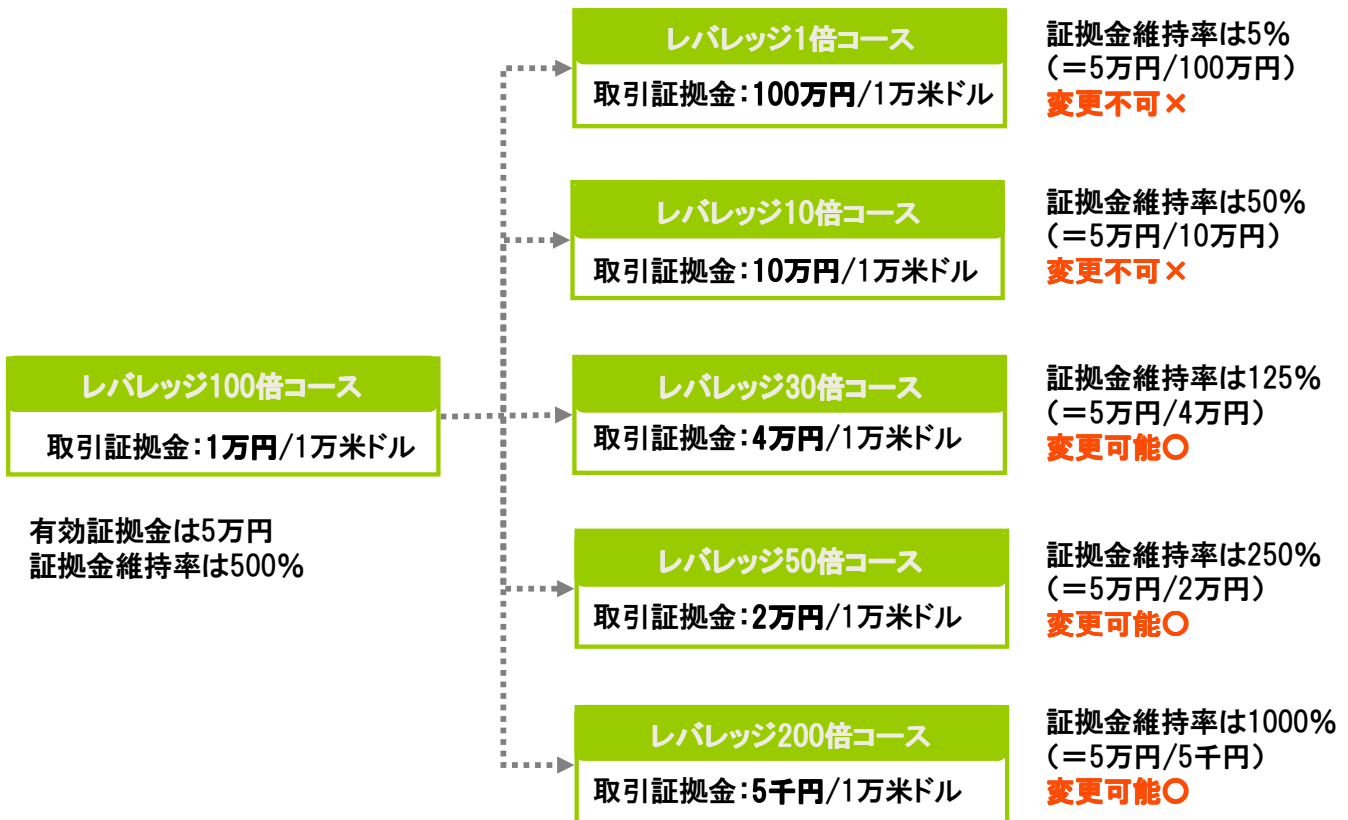 レバレッジ1倍コース
取引証拠金：100万円/1万米ドル
証拠金維持率は5%
（＝5万円/100万円）
変更不可×
レバレッジ10倍コース
取引証拠金：10万円/1万米ドル
証拠金維持率は50%
（＝5万円/10万円）
変更不可×
レバレッジ100倍コース
取引証拠金：1万円/1万米ドル
有効証拠金は5万円
証拠金維持率は500%
レバレッジ30倍コース
取引証拠金：4万円/1万米ドル
証拠金維持率は125%
（＝5万円/4万円）
変更可能○
レバレッジ50倍コース
取引証拠金：2万円/1万米ドル
証拠金維持率は250%
（＝5万円/2万円）
変更可能○
レバレッジ200倍コース
取引証拠金：5千円/1万米ドル
証拠金維持率は1000%
（＝5万円/5千円）
変更可能○